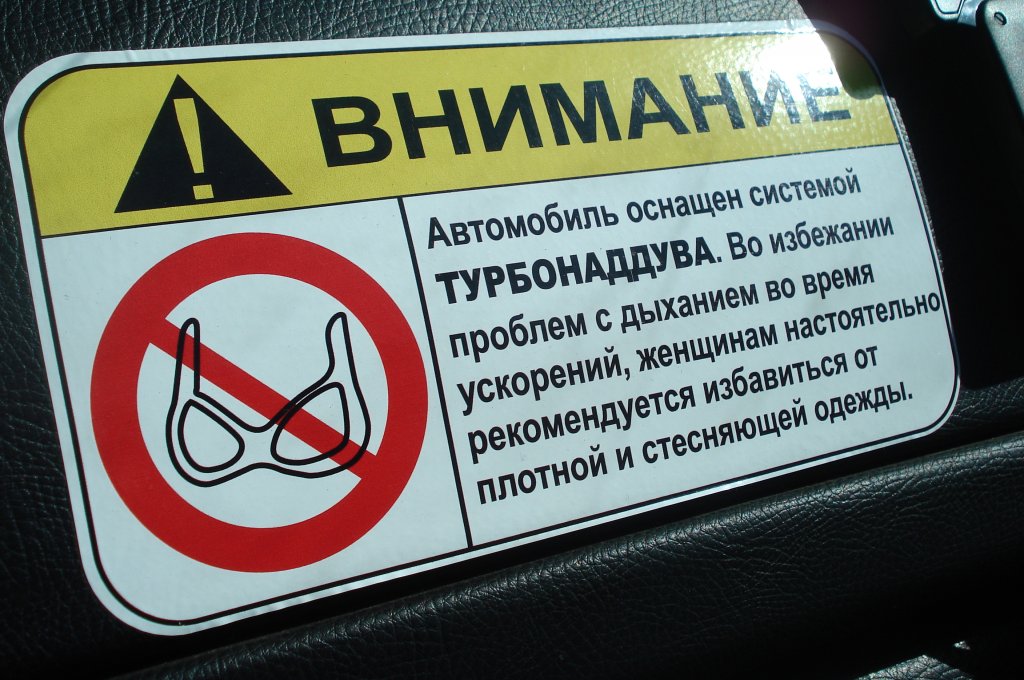 ВНИМАНИЕ
Автомобиль оснащен системой
ТУРБОНАДДУВА. Во избежании
проблем с дыханием во время
ускорений, женщинам настоятельно
рекомендуется избавиться от
плотной и стесняющей одежды.